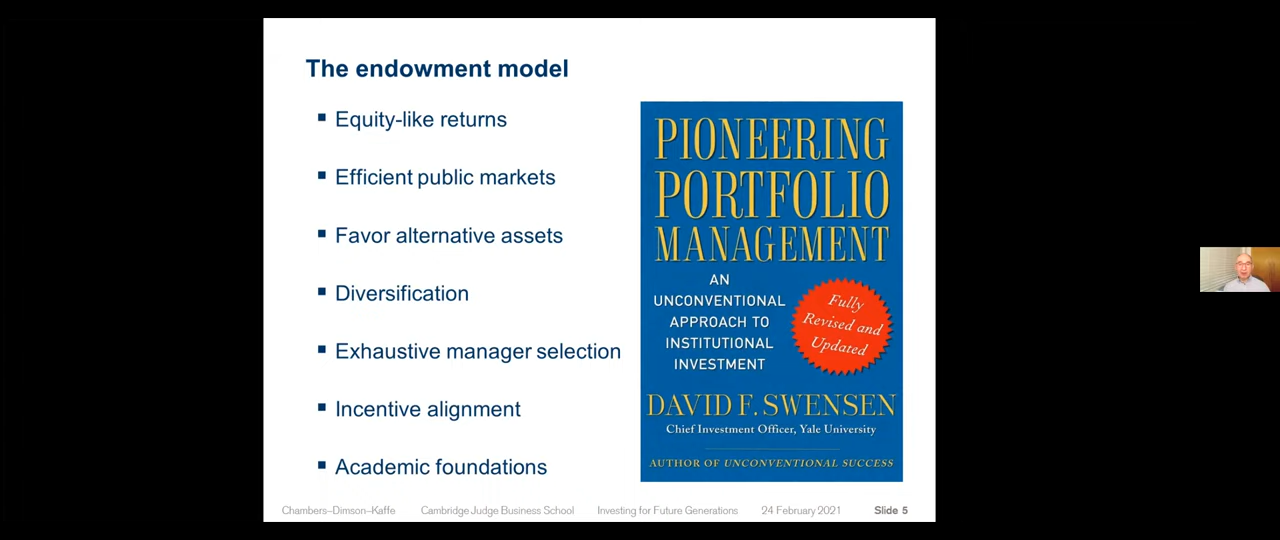 The endowment model
Equity-like returns
Efficient public markets
Favor alternative assets
Diversification
Exhaustive manager selection
Incentive alignment
Academic foundations
PIONEERING
PORTFOLIO
MANAGEMENT
AN
UNCONVENTIONAL
APPROACH TO
INSTITUTIONAL
INVESTMENT
Fully
Revised and
Updated
DAVID F. SWENSEN
Chief Investment Officer, Yale University
AUTHOR OF UNCONVENTIONAL SUCCESS
Chambers–Dimson–Kaffe Cambridge Judge Business School Investing for Future Generations 24 February 2021 Slide 5